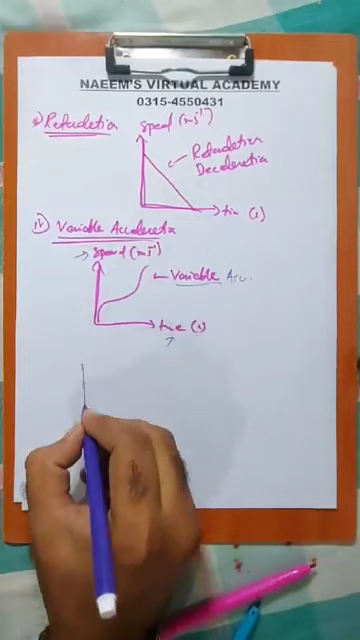 NAEEM's VIRTUAL ACADEMY
0315-4550431
Retardation
Speed (ms⁻¹)
Retardation
Deceleration
time (s)
iv) Variable Acceleration
→ Speed (ms⁻¹)
← Variable Acc.
time (s)